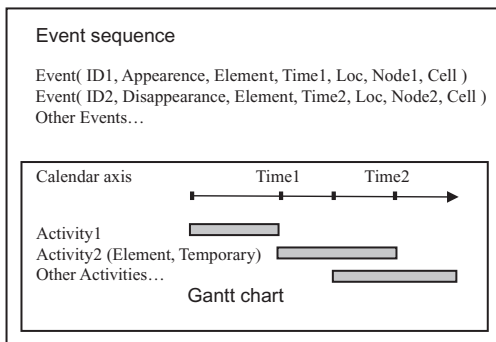 Event sequence
Event( ID1, Appearence, Element, Time1, Loc, Node1, Cell )
Event( ID2, Disappearance, Element, Time2, Loc, Node2, Cell )
Other Events…
Calendar axis Time1 Time2
Activity1
Activity2 (Element, Temporary)
Other Activities…
Gantt chart